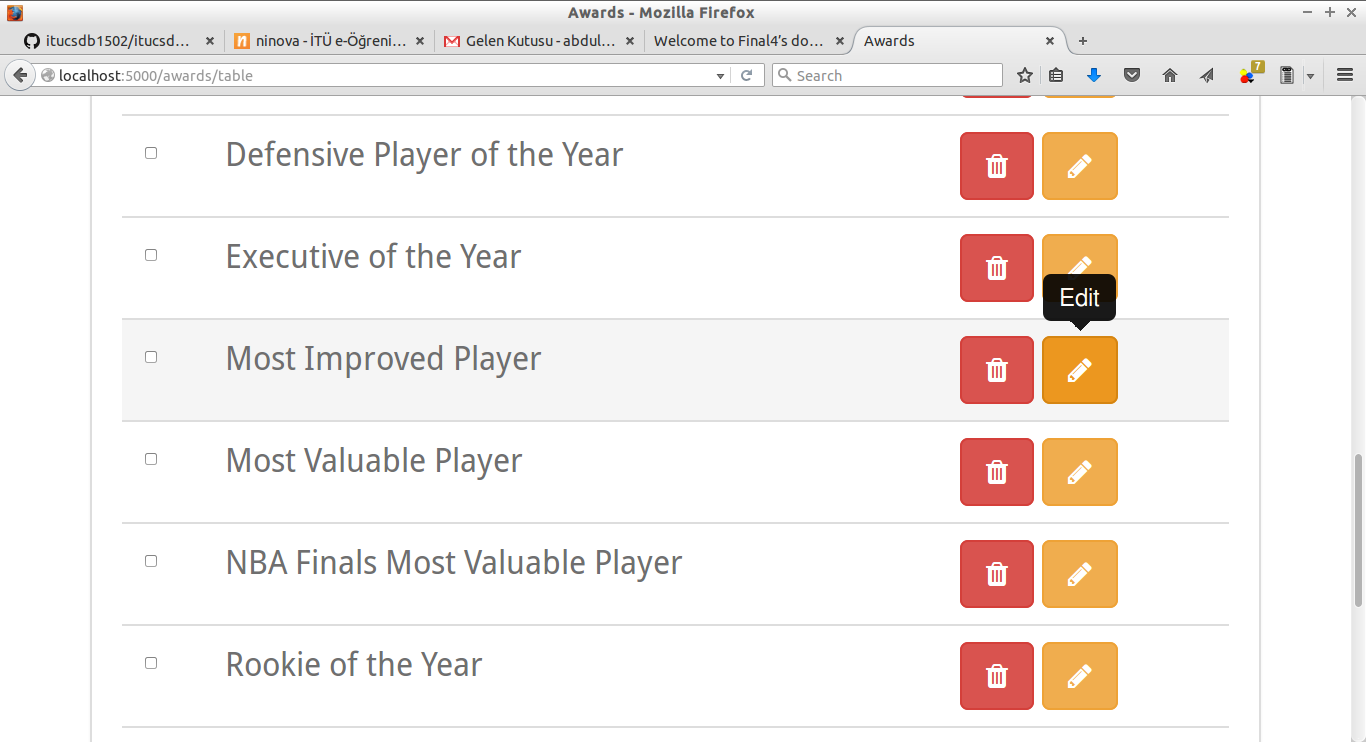 Awards - Mozilla Firefox
itucsdb1502/itucsd... ninova - İTÜ e-Öğreni... Gelen Kutusu - abdul... Welcome to Final4's do... Awards
localhost:5000/awards/table Search 7
Defensive Player of the Year
Executive of the Year
Edit
Most Improved Player
Most Valuable Player
NBA Finals Most Valuable Player
Rookie of the Year